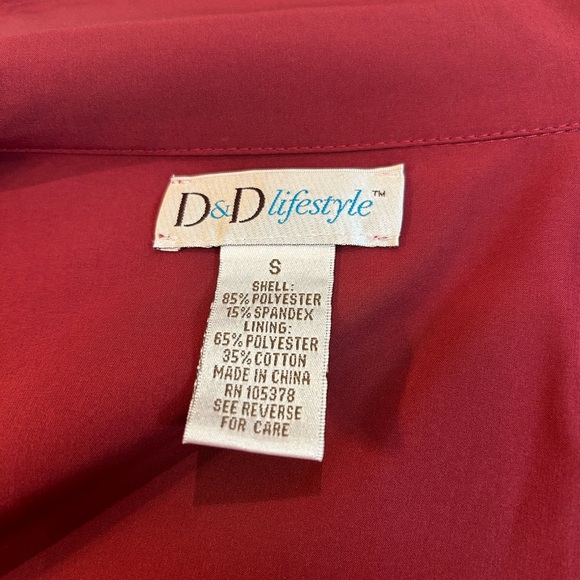 D&D lifestyle™
S
SHELL:
85% POLYESTER
15% SPANDEX
LINING:
65% POLYESTER
35% COTTON
MADE IN CHINA
RN 105378
SEE REVERSE
FOR CARE